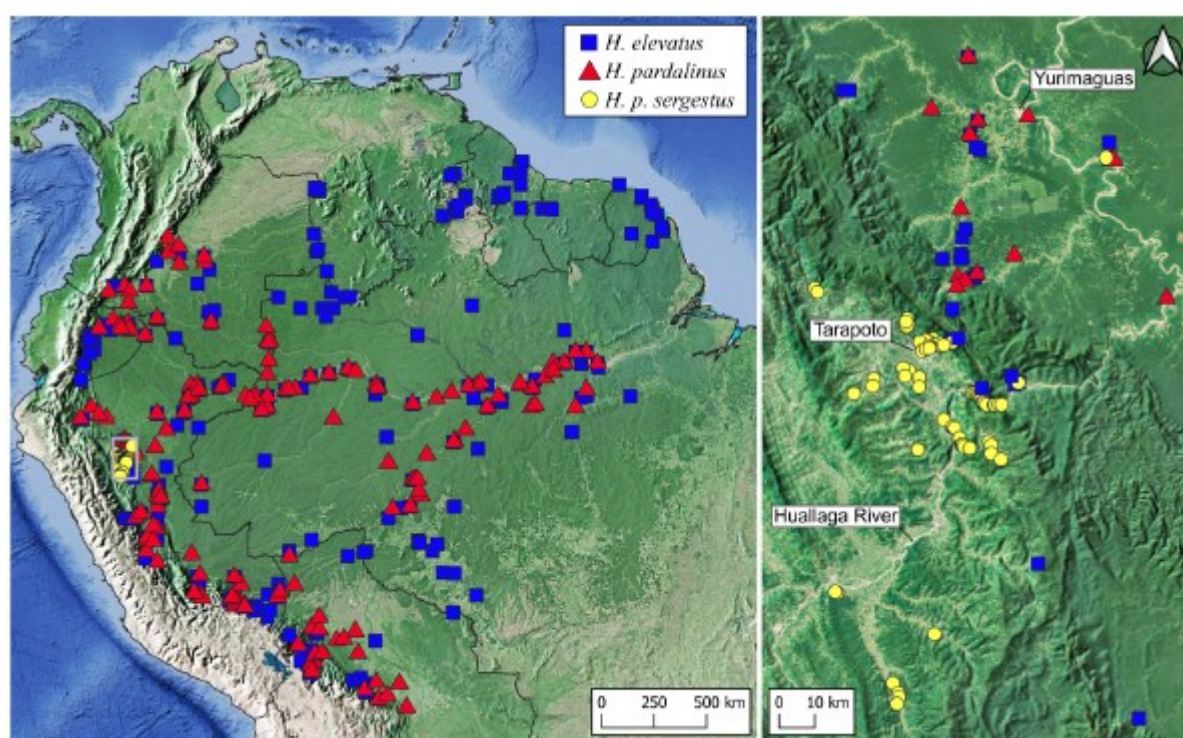 H. elevatus
H. pardalinus
H. p. sergestus
0 250 500 km
Yurimaguas
Tarapoto
Huallaga River
0 10 km